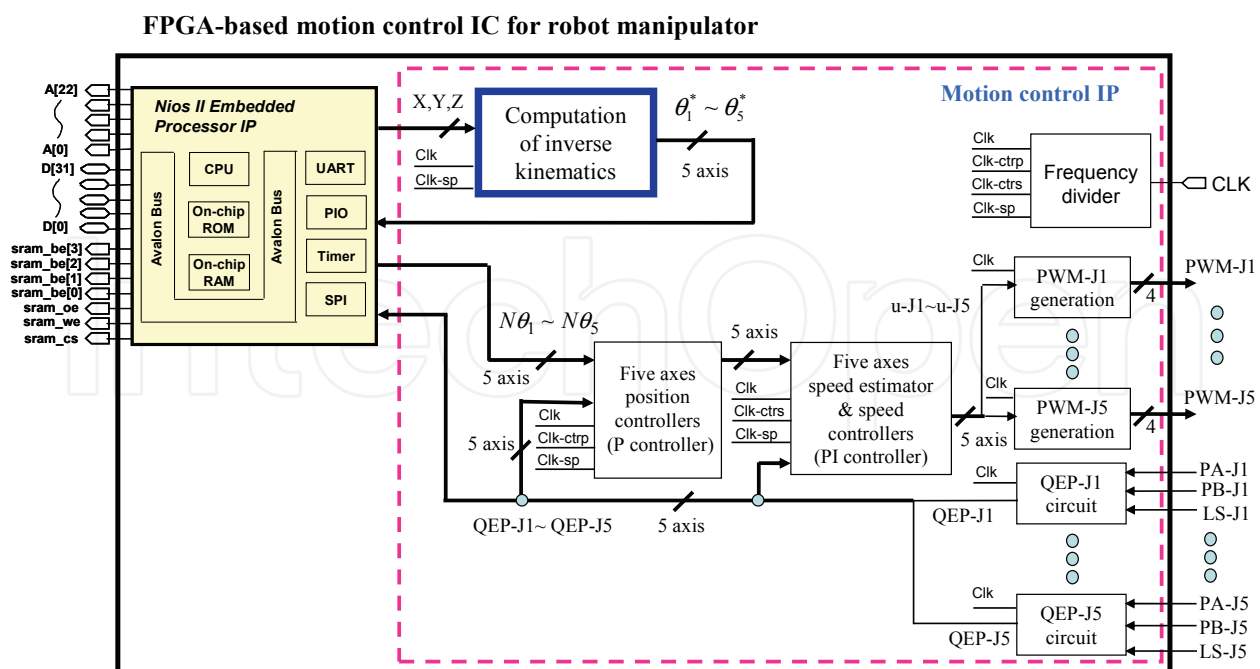 FPGA-based motion control IC for robot manipulator
A[22]
A[0]
D[31]
D[0]
sram_be[3]
sram_be[2]
sram_be[1]
sram_be[0]
sram_oe
sram_we
sram_cs
Nios II Embedded
Processor IP
Avalon Bus
CPU
On-chip
ROM
On-chip
RAM
Avalon Bus
UART
PIO
Timer
SPI
Motion control IP
X,Y,Z
Clk
Clk-sp
Computation
of inverse
kinematics
θ₁* ~ θ₅*
5 axis
Clk
Clk-ctrp
Clk-ctrs
Clk-sp
Frequency
divider
CLK
Nθ₁ ~ Nθ₅
5 axis
5 axis
Clk
Clk-ctrp
Clk-sp
Five axes
position
controllers
(P controller)
5 axis
Clk
Clk-ctrs
Clk-sp
Five axes
speed estimator
& speed
controllers
(PI controller)
u-J1~u-J5
5 axis
Clk
PWM-J1
generation
4
PWM-J1
Clk
PWM-J5
generation
4
PWM-J5
QEP-J1~ QEP-J5
5 axis
QEP-J1
Clk
QEP-J1
circuit
PA-J1
PB-J1
LS-J1
QEP-J5
Clk
QEP-J5
circuit
PA-J5
PB-J5
LS-J5
IntechOpen